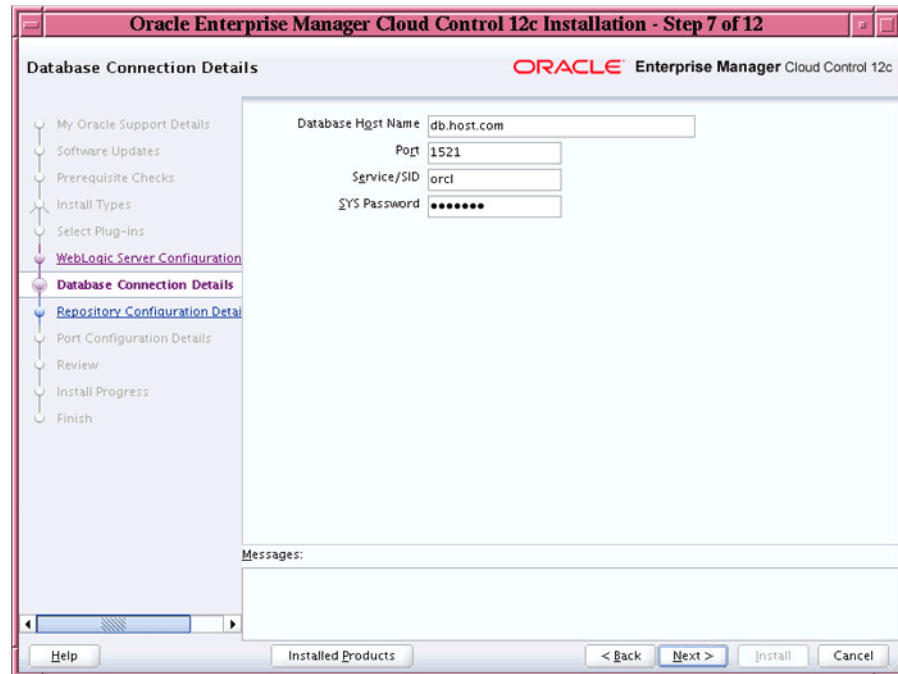 Oracle Enterprise Manager Cloud Control 12c Installation - Step 7 of 12
Database Connection Details
ORACLE Enterprise Manager Cloud Control 12c
My Oracle Support Details
Software Updates
Prerequisite Checks
Install Types
Select Plug-ins
WebLogic Server Configuration
Database Connection Details
Repository Configuration Detai
Port Configuration Details
Review
Install Progress
Finish
Database Host Name db.host.com
Port 1521
Service/SID orcl
SYS Password •••••••
Messages:
Help Installed Products < Back Next > Install Cancel